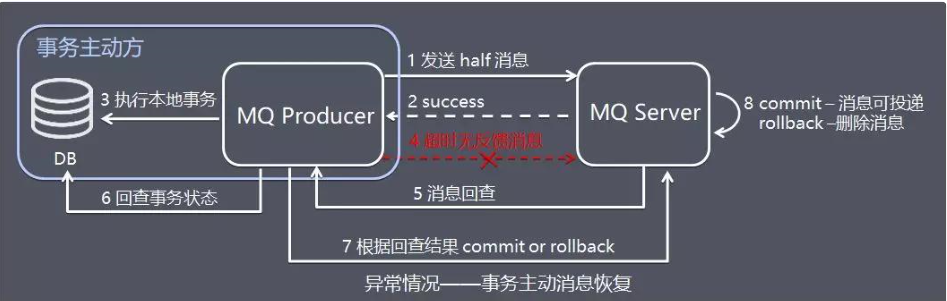 事务主动方
1 发送 half 消息
3 执行本地事务
MQ Producer
2 success
MQ Server
8 commit – 消息可投递
rollback –删除消息
4 超时无反馈消息
DB
6 回查事务状态
5 消息回查
7 根据回查结果 commit or rollback
异常情况——事务主动消息恢复